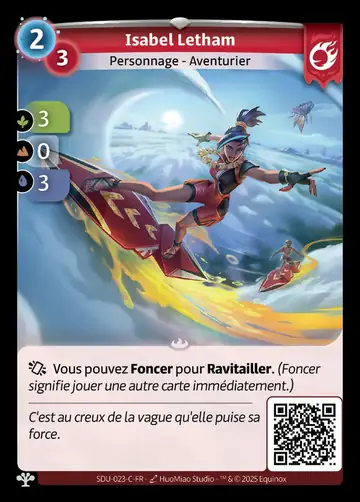 2
Isabel Letham
3
Personnage - Aventurier
3
0
3
Vous pouvez Foncer pour Ravitailler. (Foncer
signifie jouer une autre carte immédiatement.)
C'est au creux de la vague qu'elle puise sa
force.
SDU-023-C-FR - HuoMiao Studio - ™ & © 2025 Equinox